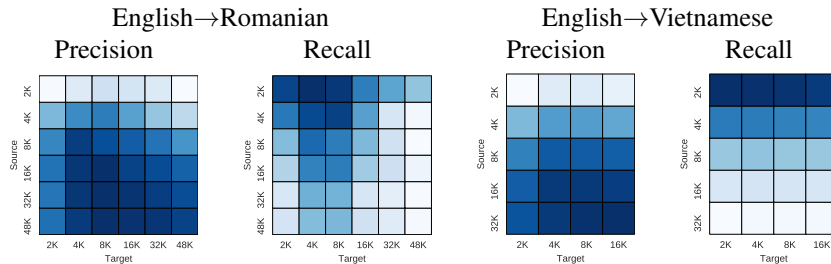 English→Romanian
English→Vietnamese
Precision
Recall
Precision
Recall
Source
2K
4K
8K
16K
32K
48K
2K 4K 8K 16K 32K 48K
Target
Source
2K
4K
8K
16K
32K
48K
2K 4K 8K 16K 32K 48K
Target
Source
2K
4K
8K
16K
32K
2K 4K 8K 16K
Target
Source
2K
4K
8K
16K
32K
2K 4K 8K 16K
Target